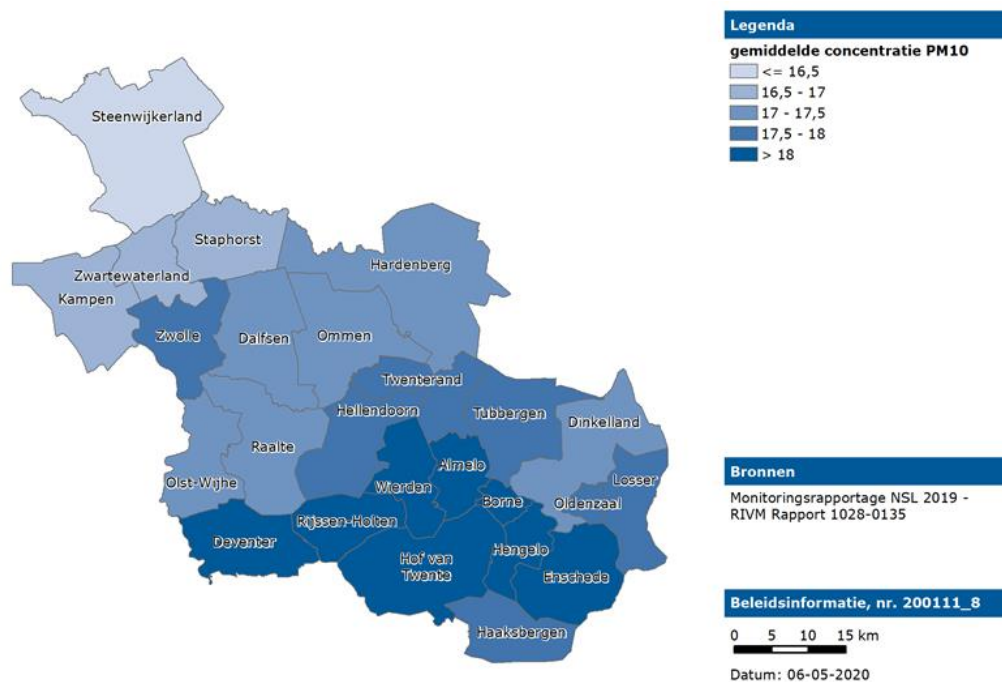 Legenda
gemiddelde concentratie PM10
<= 16,5
16,5 - 17
17 - 17,5
17,5 - 18
> 18
Steenwijkerland
Staphorst
Zwartewaterland
Hardenberg
Kampen
Zwolle
Dalfsen
Ommen
Twenterand
Hellendoorn
Tubbergen
Dinkelland
Raalte
Almelo
Losser
Olst-Wijhe
Wierden
Borne
Oldenzaal
Rijssen-Holten
Deventer
Hengelo
Hof van
Twente
Enschede
Haaksbergen
Bronnen
Monitoringsrapportage NSL 2019 -
RIVM Rapport 1028-0135
Beleidsinformatie, nr. 200111_8
0 5 10 15 km
Datum: 06-05-2020